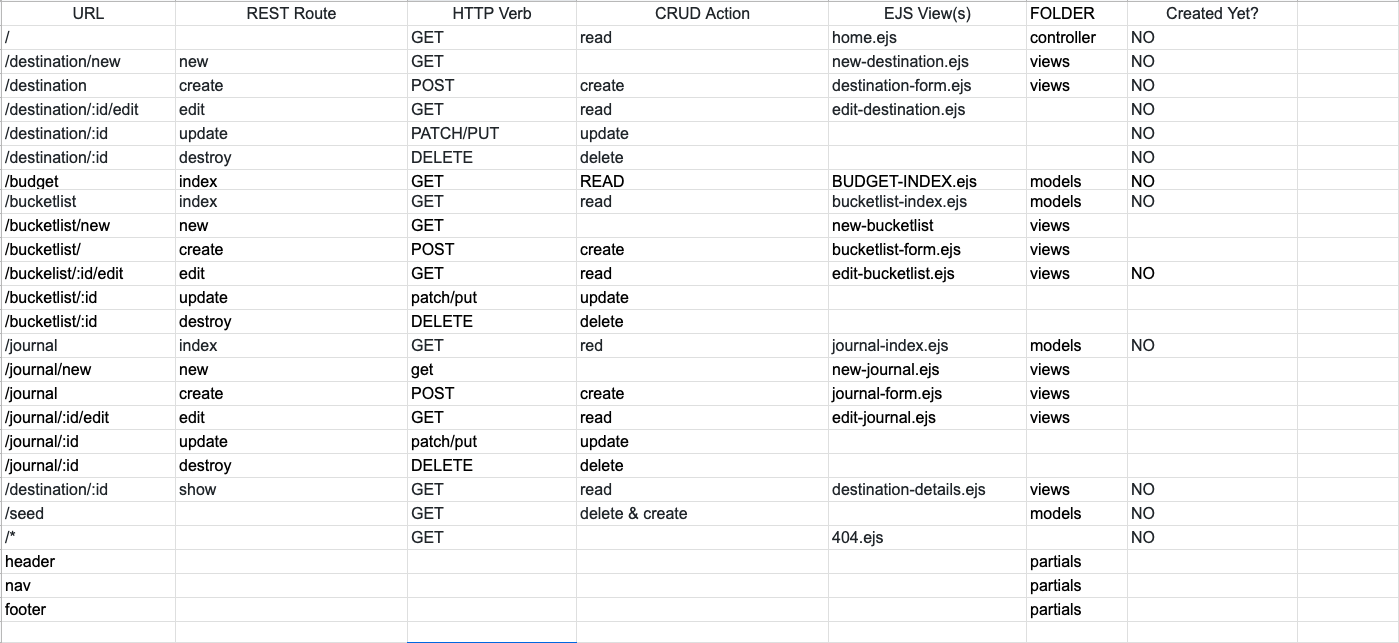 URL REST Route HTTP Verb CRUD Action EJS View(s) FOLDER Created Yet?
/ GET read home.ejs controller NO
/destination/new new GET new-destination.ejs views NO
/destination create POST create destination-form.ejs views NO
/destination/:id/edit edit GET read edit-destination.ejs NO
/destination/:id update PATCH/PUT update NO
/destination/:id destroy DELETE delete NO
/budget index GET READ BUDGET-INDEX.ejs models NO
/bucketlist index GET read bucketlist-index.ejs models NO
/bucketlist/new new GET new-bucketlist views
/bucketlist/ create POST create bucketlist-form.ejs views
/buckelist/:id/edit edit GET read edit-bucketlist.ejs views NO
/bucketlist/:id update patch/put update
/bucketlist/:id destroy DELETE delete
/journal index GET red journal-index.ejs models NO
/journal/new new get new-journal.ejs views
/journal create POST create journal-form.ejs views
/journal/:id/edit edit GET read edit-journal.ejs views
/journal/:id update patch/put update
/journal/:id destroy DELETE delete
/destination/:id show GET read destination-details.ejs views NO
/seed GET delete & create models NO
/* GET 404.ejs NO
header partials
nav partials
footer partials